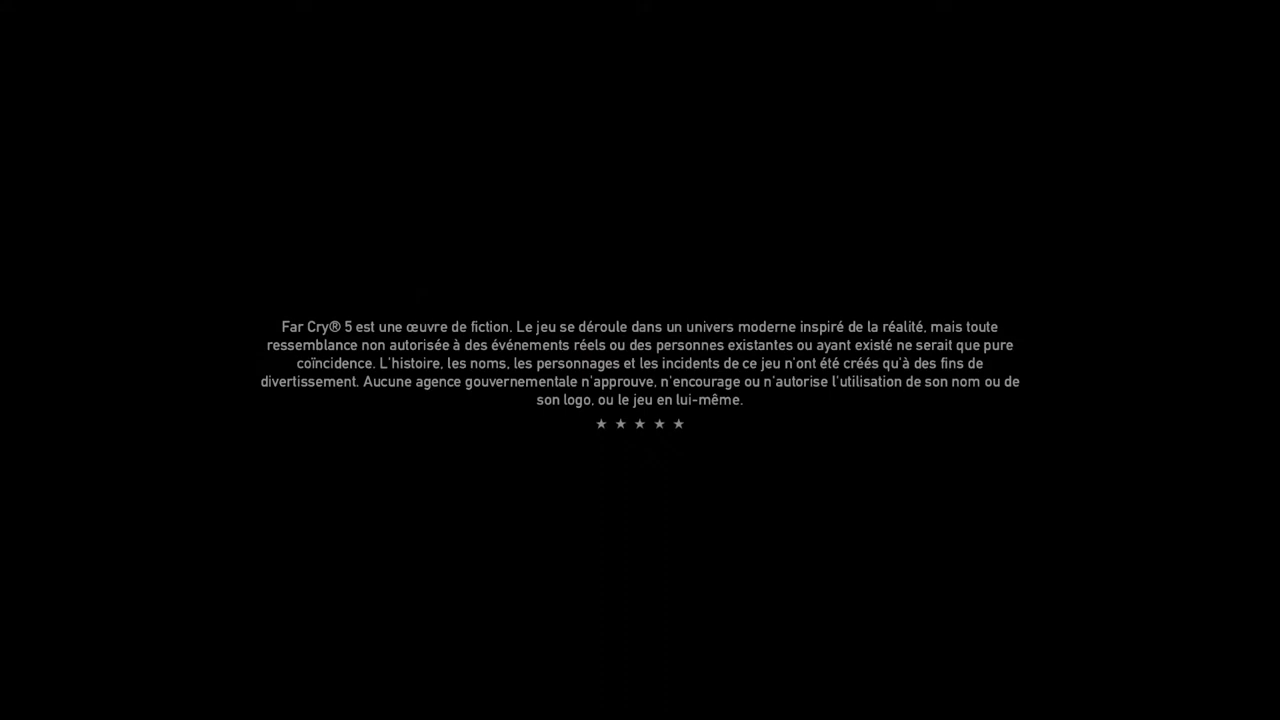 Far Cry® 5 est une œuvre de fiction. Le jeu se déroule dans un univers moderne inspiré de la réalité, mais toute
ressemblance non autorisée à des événements réels ou des personnes existantes ou ayant existé ne serait que pure
coïncidence. L'histoire, les noms, les personnages et les incidents de ce jeu n'ont été créés qu'à des fins de
divertissement. Aucune agence gouvernementale n'approuve, n'encourage ou n'autorise l'utilisation de son nom ou de
son logo, ou le jeu en lui-même.
★ ★ ★ ★ ★